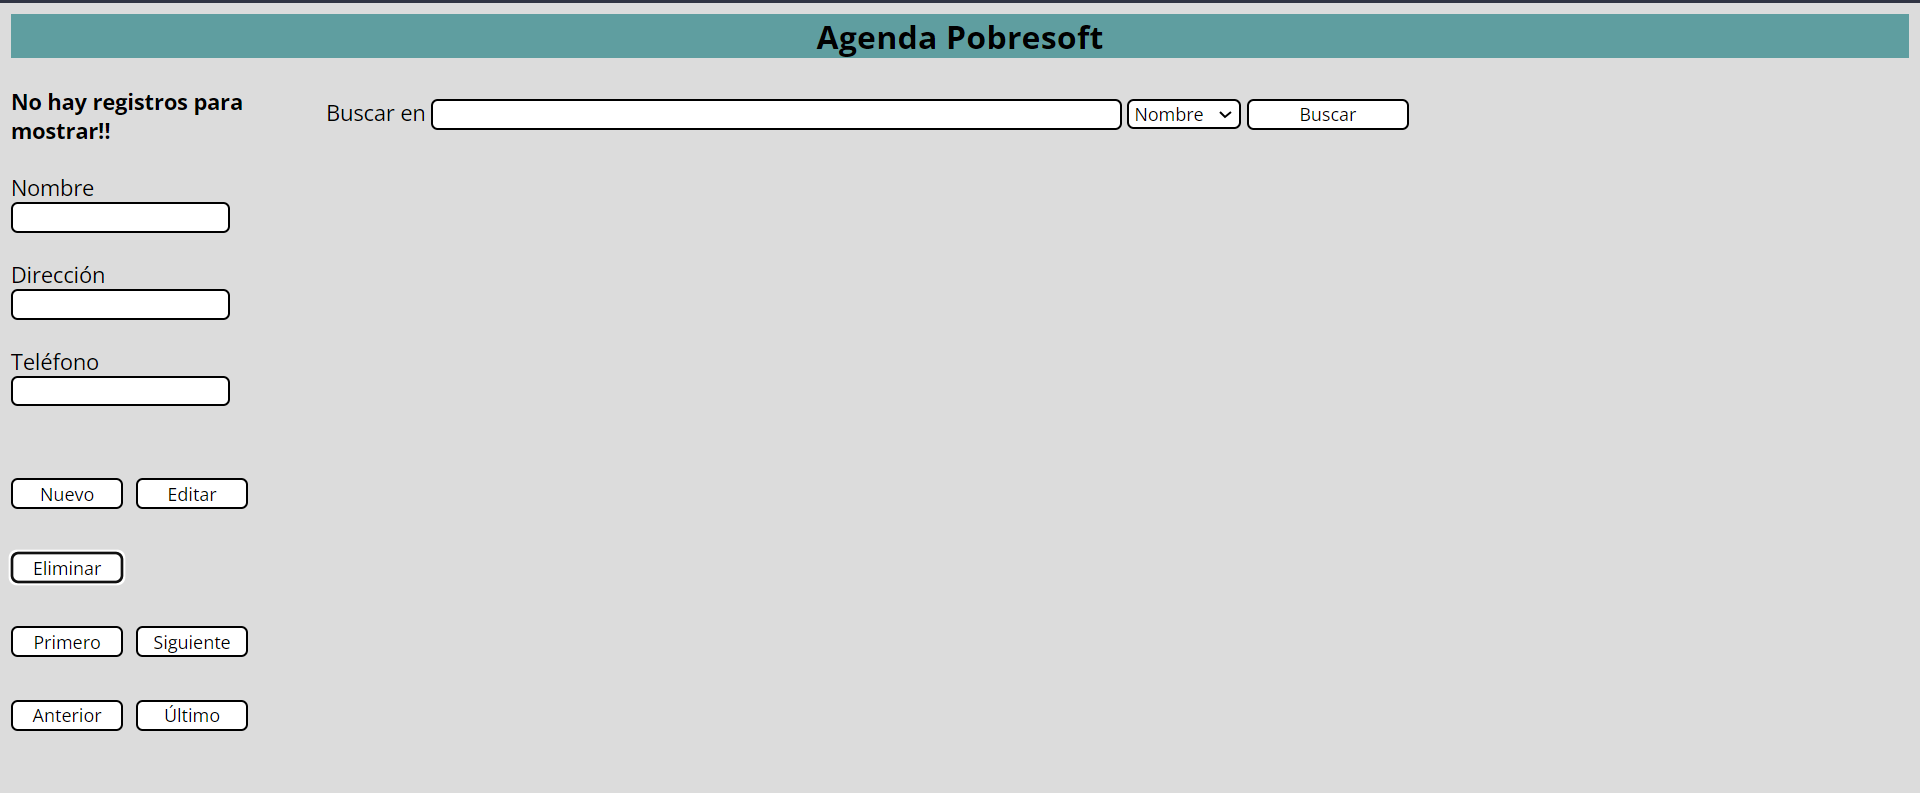 Agenda Pobresoft
No hay registros para
mostrar!!
Buscar en
Nombre
Buscar
Nombre
Dirección
Teléfono
Nuevo
Editar
Eliminar
Primero
Siguiente
Anterior
Último